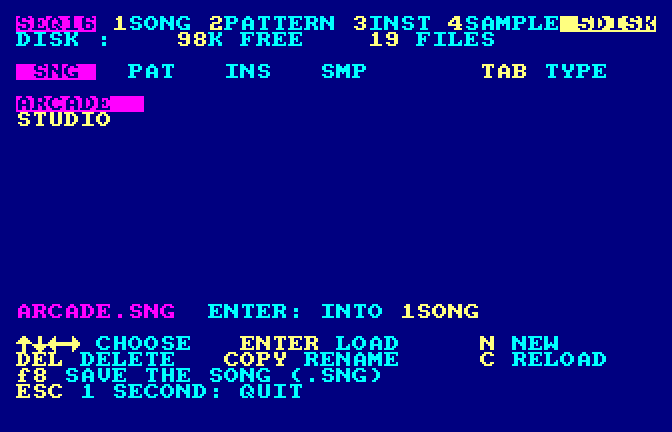 SEQ16 1SONG 2PATTERN 3INST 4SAMPLE 5DISK
DISK : 98K FREE 19 FILES
SNG PAT INS SMP TAB TYPE
ARCADE
STUDIO
ARCADE.SNG ENTER: INTO 1SONG
↑↓←→ CHOOSE ENTER LOAD N NEW
DEL DELETE COPY RENAME C RELOAD
f8 SAVE THE SONG (.SNG)
ESC 1 SECOND: QUIT